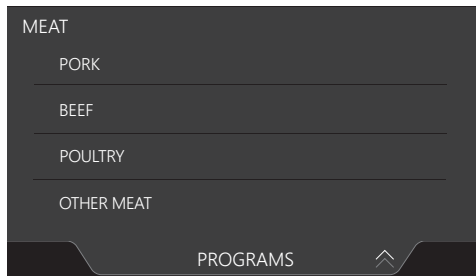 MEAT
PORK
BEEF
POULTRY
OTHER MEAT
PROGRAMS